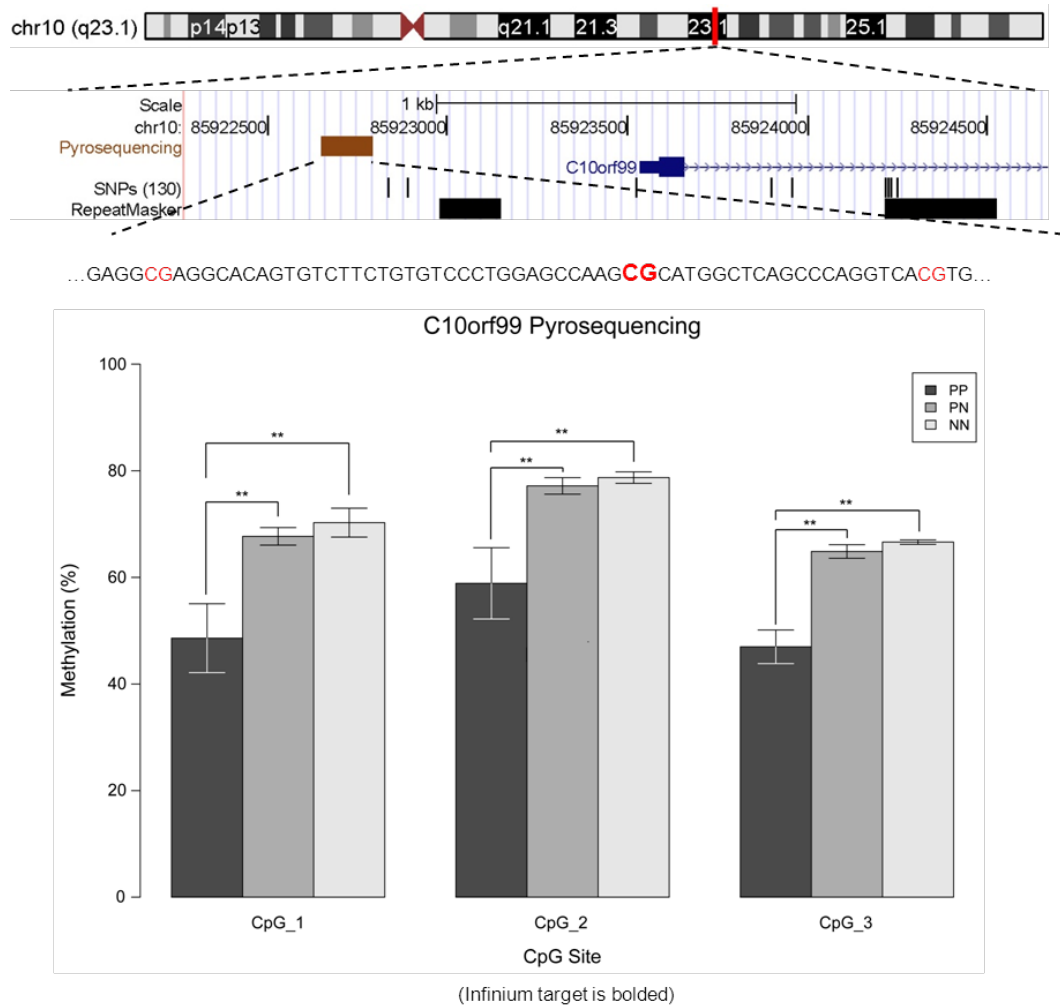 chr10 (q23.1) p14 p13 q21.1 21.3 23.1 25.1
Scale 1 kb
chr10: 85922500 85923000 85923500 85924000 85924500
Pyrosequencing
C10orf99
SNPs (130)
RepeatMasker
...GAGGCGAGGCACAGTGTCTTCTGTGTCCCTGGAGCCAAGCGCATGGCTCAGCCCAGGTCACGTG...
C10orf99 Pyrosequencing
100
80
60
40
20
0
Methylation (%)
PP
PN
NN
** ** ** ** ** **
CpG_1 CpG_2 CpG_3
CpG Site
(Infinium target is bolded)